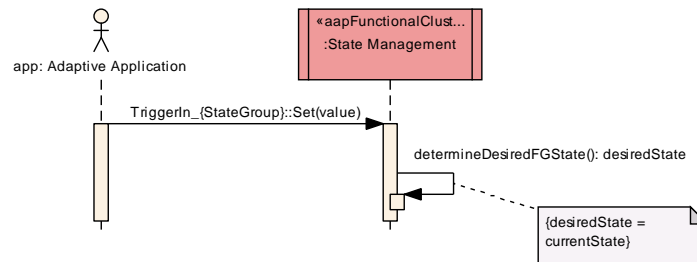 «aapFunctionalClust...
:State Management
app: Adaptive Application
TriggerIn_{StateGroup}::Set(value)
determineDesiredFGState(): desiredState
{desiredState =
currentState}